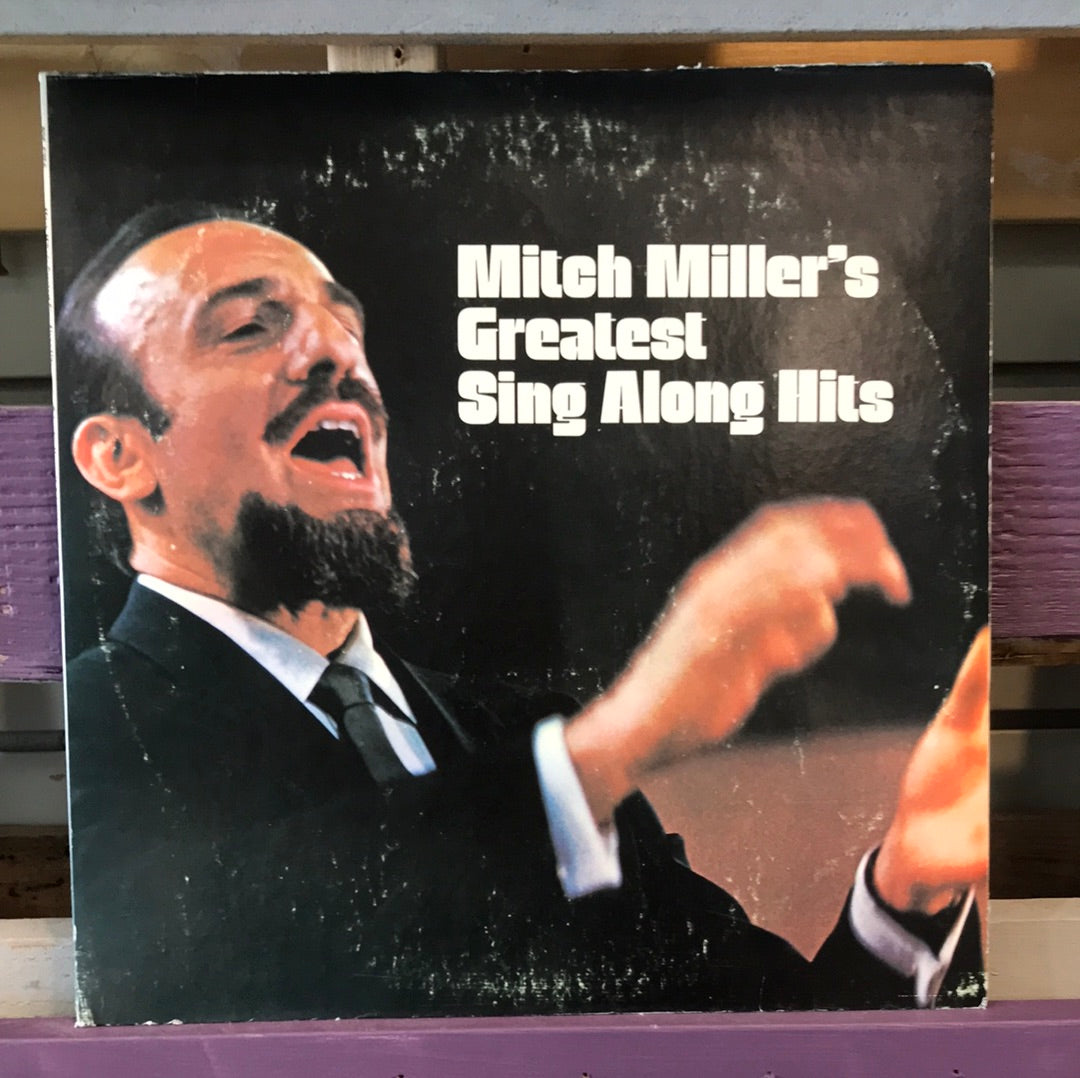 Mitch Miller's
Greatest
Sing Along Hits